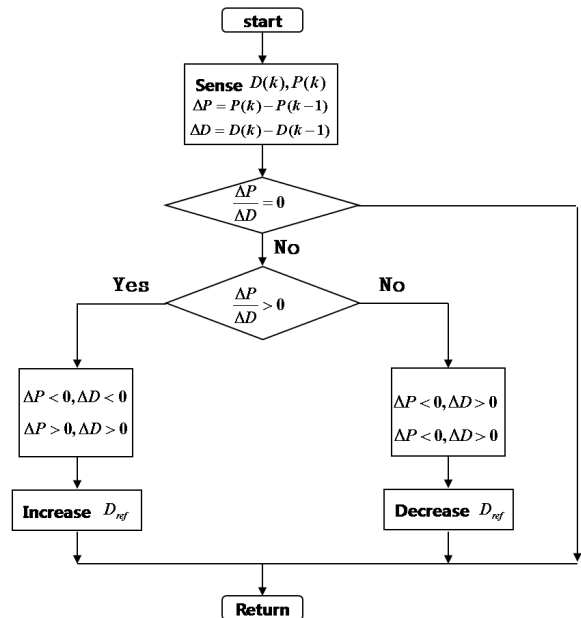 start
Sense D(k), P(k)
ΔP = P(k) − P(k−1)
ΔD = D(k) − D(k−1)
ΔP/ΔD = 0
No
Yes
ΔP/ΔD > 0
No
ΔP < 0, ΔD < 0
ΔP > 0, ΔD > 0
ΔP < 0, ΔD > 0
ΔP < 0, ΔD > 0
Increase D_ref
Decrease D_ref
Return